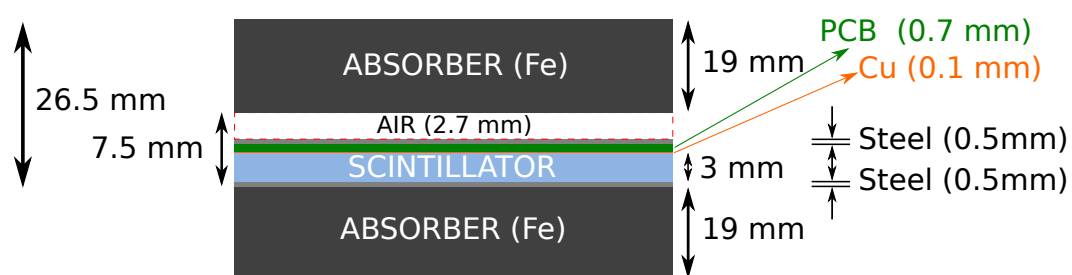 PCB (0.7 mm)
Cu (0.1 mm)
ABSORBER (Fe)
19 mm
26.5 mm
AIR (2.7 mm)
7.5 mm
Steel (0.5mm)
SCINTILLATOR
3 mm
Steel (0.5mm)
ABSORBER (Fe)
19 mm